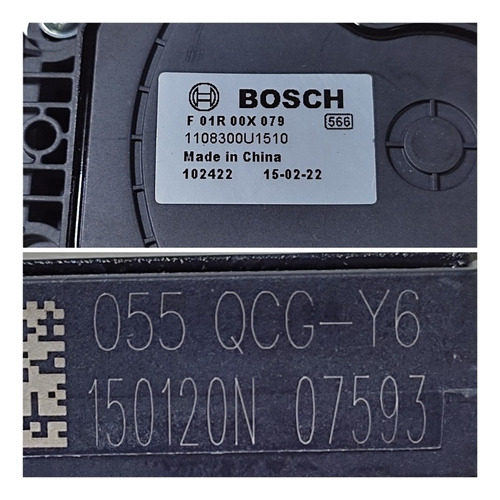 BOSCH
F 01R 00X 079 566
1108300U1510
Made in China
102422 15-02-22
055 QCG-Y6
150120N 07593